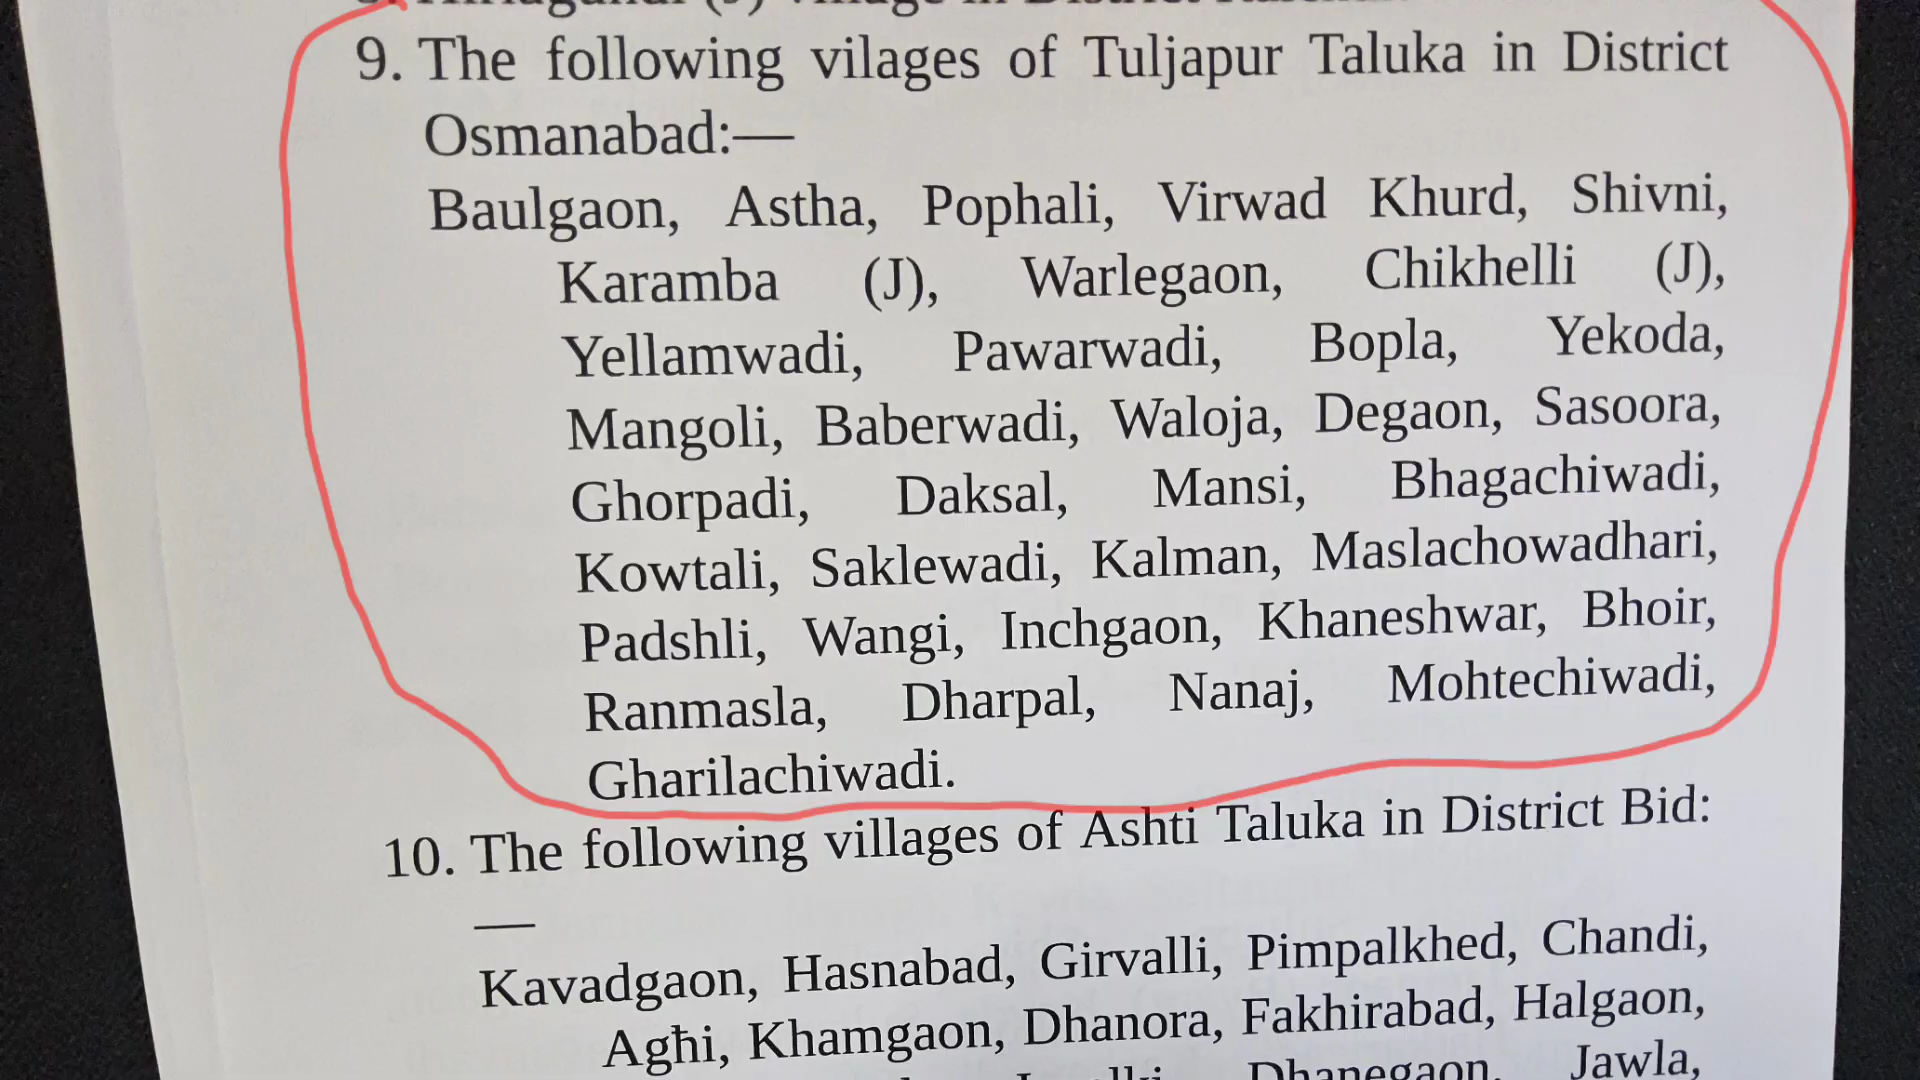 9. The following vilages of Tuljapur Taluka in District
Osmanabad:—
Baulgaon, Astha, Pophali, Virwad Khurd, Shivni,
Karamba (J), Warlegaon, Chikhelli (J),
Yellamwadi, Pawarwadi, Bopla, Yekoda,
Mangoli, Baberwadi, Waloja, Degaon, Sasoora,
Ghorpadi, Daksal, Mansi, Bhagachiwadi,
Kowtali, Saklewadi, Kalman, Maslachowadhari,
Padshli, Wangi, Inchgaon, Khaneshwar, Bhoir,
Ranmasla, Dharpal, Nanaj, Mohtechiwadi,
Gharilachiwadi.
10. The following villages of Ashti Taluka in District Bid:
—
Kavadgaon, Hasnabad, Girvalli, Pimpalkhed, Chandi,
Agħi, Khamgaon, Dhanora, Fakhirabad, Halgaon,
Dhanegaon, Jawla,